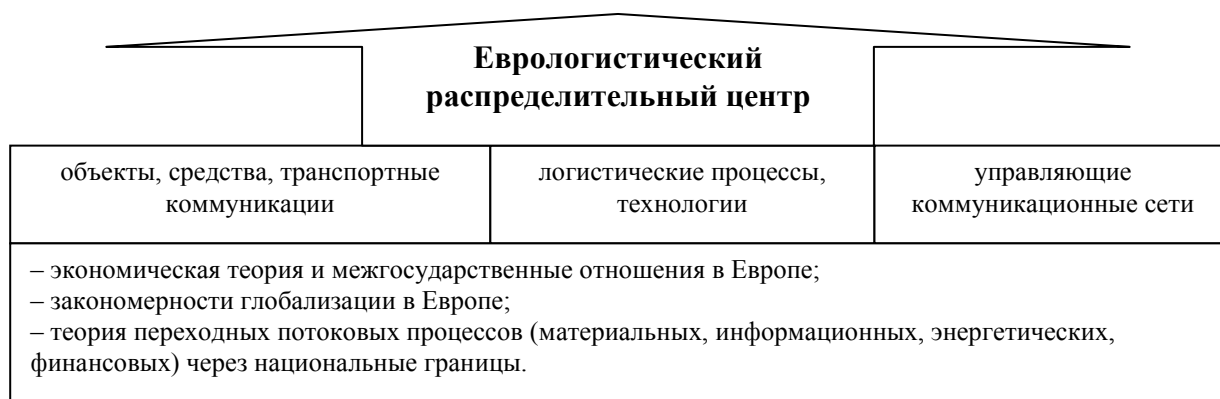 Еврологистический
распределительный центр
объекты, средства, транспортные
коммуникации
логистические процессы,
технологии
управляющие
коммуникационные сети
– экономическая теория и межгосударственные отношения в Европе;
– закономерности глобализации в Европе;
– теория переходных потоковых процессов (материальных, информационных, энергетических,
финансовых) через национальные границы.